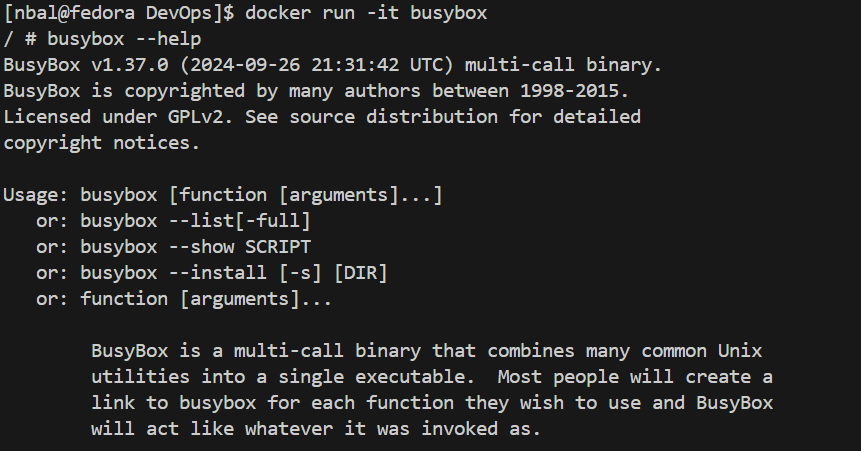 [nbal@fedora DevOps]$ docker run -it busybox
/ # busybox --help
BusyBox v1.37.0 (2024-09-26 21:31:42 UTC) multi-call binary.
BusyBox is copyrighted by many authors between 1998-2015.
Licensed under GPLv2. See source distribution for detailed
copyright notices.

Usage: busybox [function [arguments]...]
   or: busybox --list[-full]
   or: busybox --show SCRIPT
   or: busybox --install [-s] [DIR]
   or: function [arguments]...

        BusyBox is a multi-call binary that combines many common Unix
        utilities into a single executable.  Most people will create a
        link to busybox for each function they wish to use and BusyBox
        will act like whatever it was invoked as.